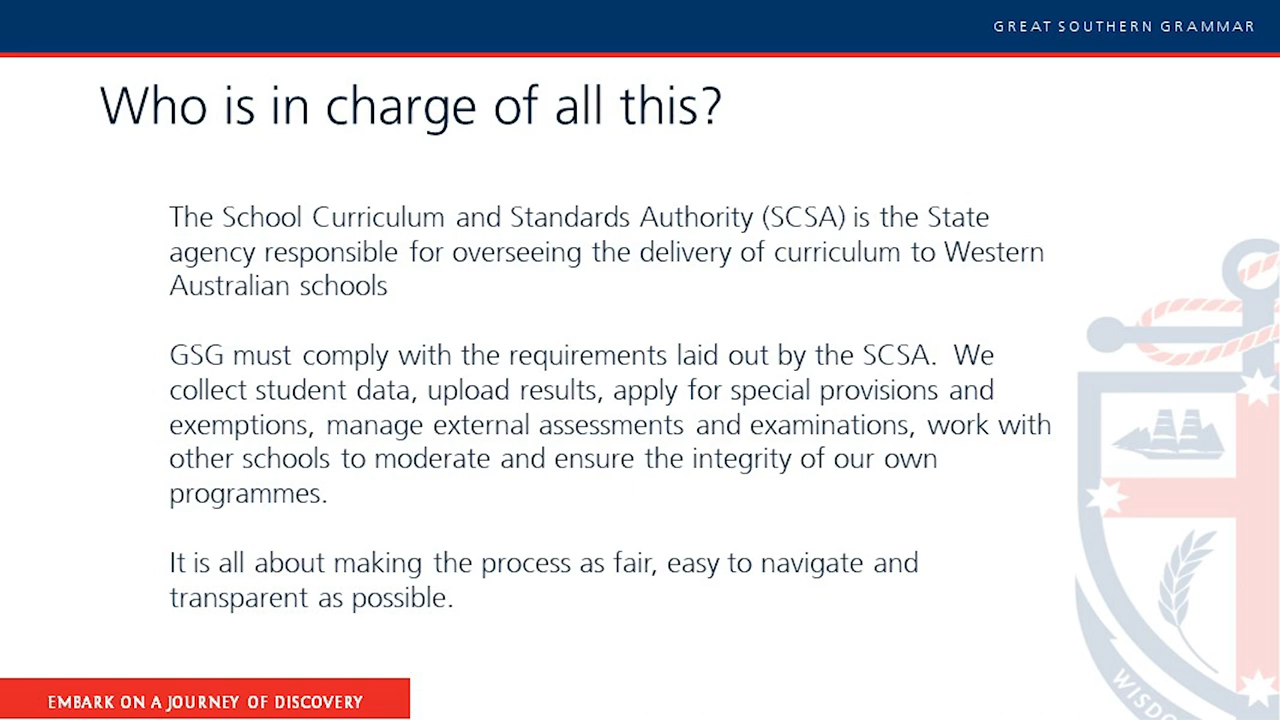 GREAT SOUTHERN GRAMMAR
Who is in charge of all this?
The School Curriculum and Standards Authority (SCSA) is the State
agency responsible for overseeing the delivery of curriculum to Western
Australian schools
GSG must comply with the requirements laid out by the SCSA. We
collect student data, upload results, apply for special provisions and
exemptions, manage external assessments and examinations, work with
other schools to moderate and ensure the integrity of our own
programmes.
It is all about making the process as fair, easy to navigate and
transparent as possible.
WISDO
EMBARK ON A JOURNEY OF DISCOVERY